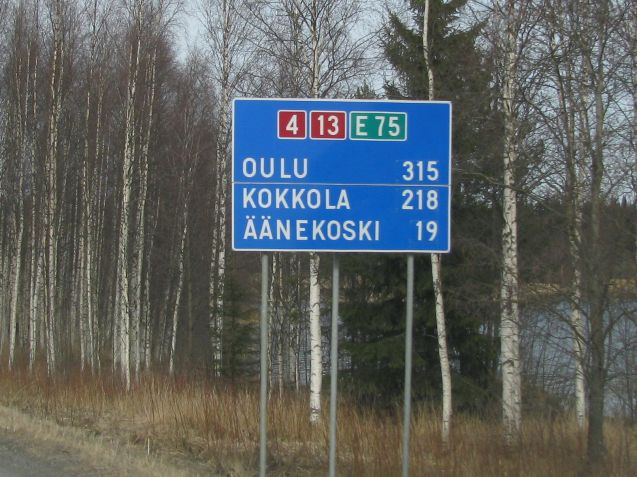 4 13 E 75
OULU 315
KOKKOLA 218
ÄÄNEKOSKI 19